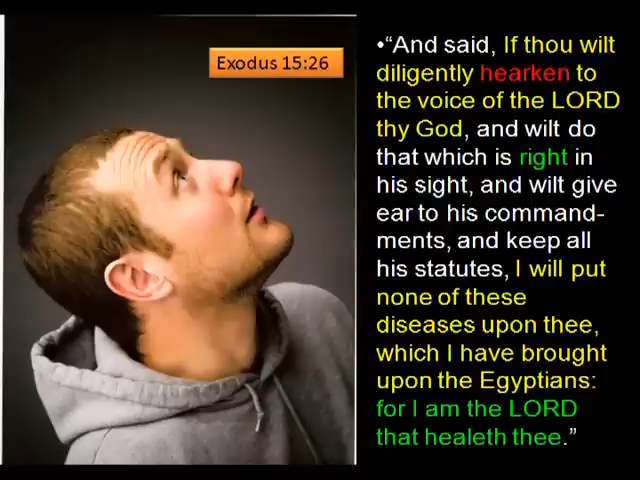 Exodus 15:26
•“And said, If thou wilt
diligently hearken to
the voice of the LORD
thy God, and wilt do
that which is right in
his sight, and wilt give
ear to his command-
ments, and keep all
his statutes, I will put
none of these
diseases upon thee,
which I have brought
upon the Egyptians:
for I am the LORD
that healeth thee.”